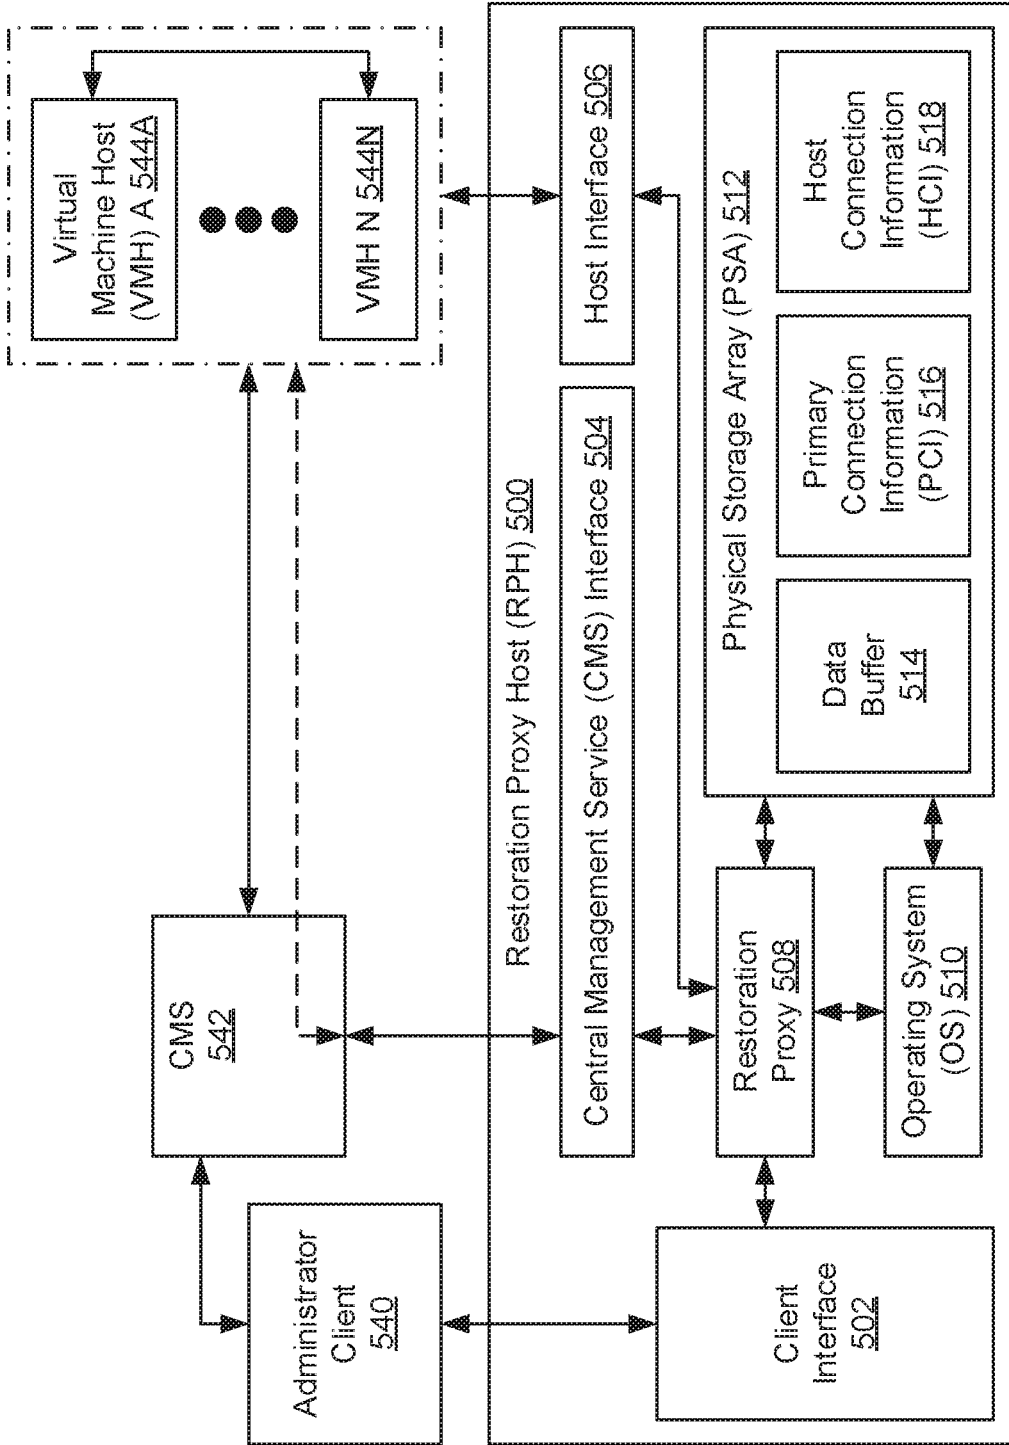 Administrator
Client
540
CMS
542
Virtual
Machine Host
(VMH) A 544A
VMH N 544N
Restoration Proxy Host (RPH) 500
Central Management Service (CMS) Interface 504
Host Interface 506
Client
Interface
502
Restoration
Proxy 508
Operating System
(OS) 510
Physical Storage Array (PSA) 512
Data
Buffer
514
Primary
Connection
Information
(PCI) 516
Host
Connection
Information
(HCI) 518